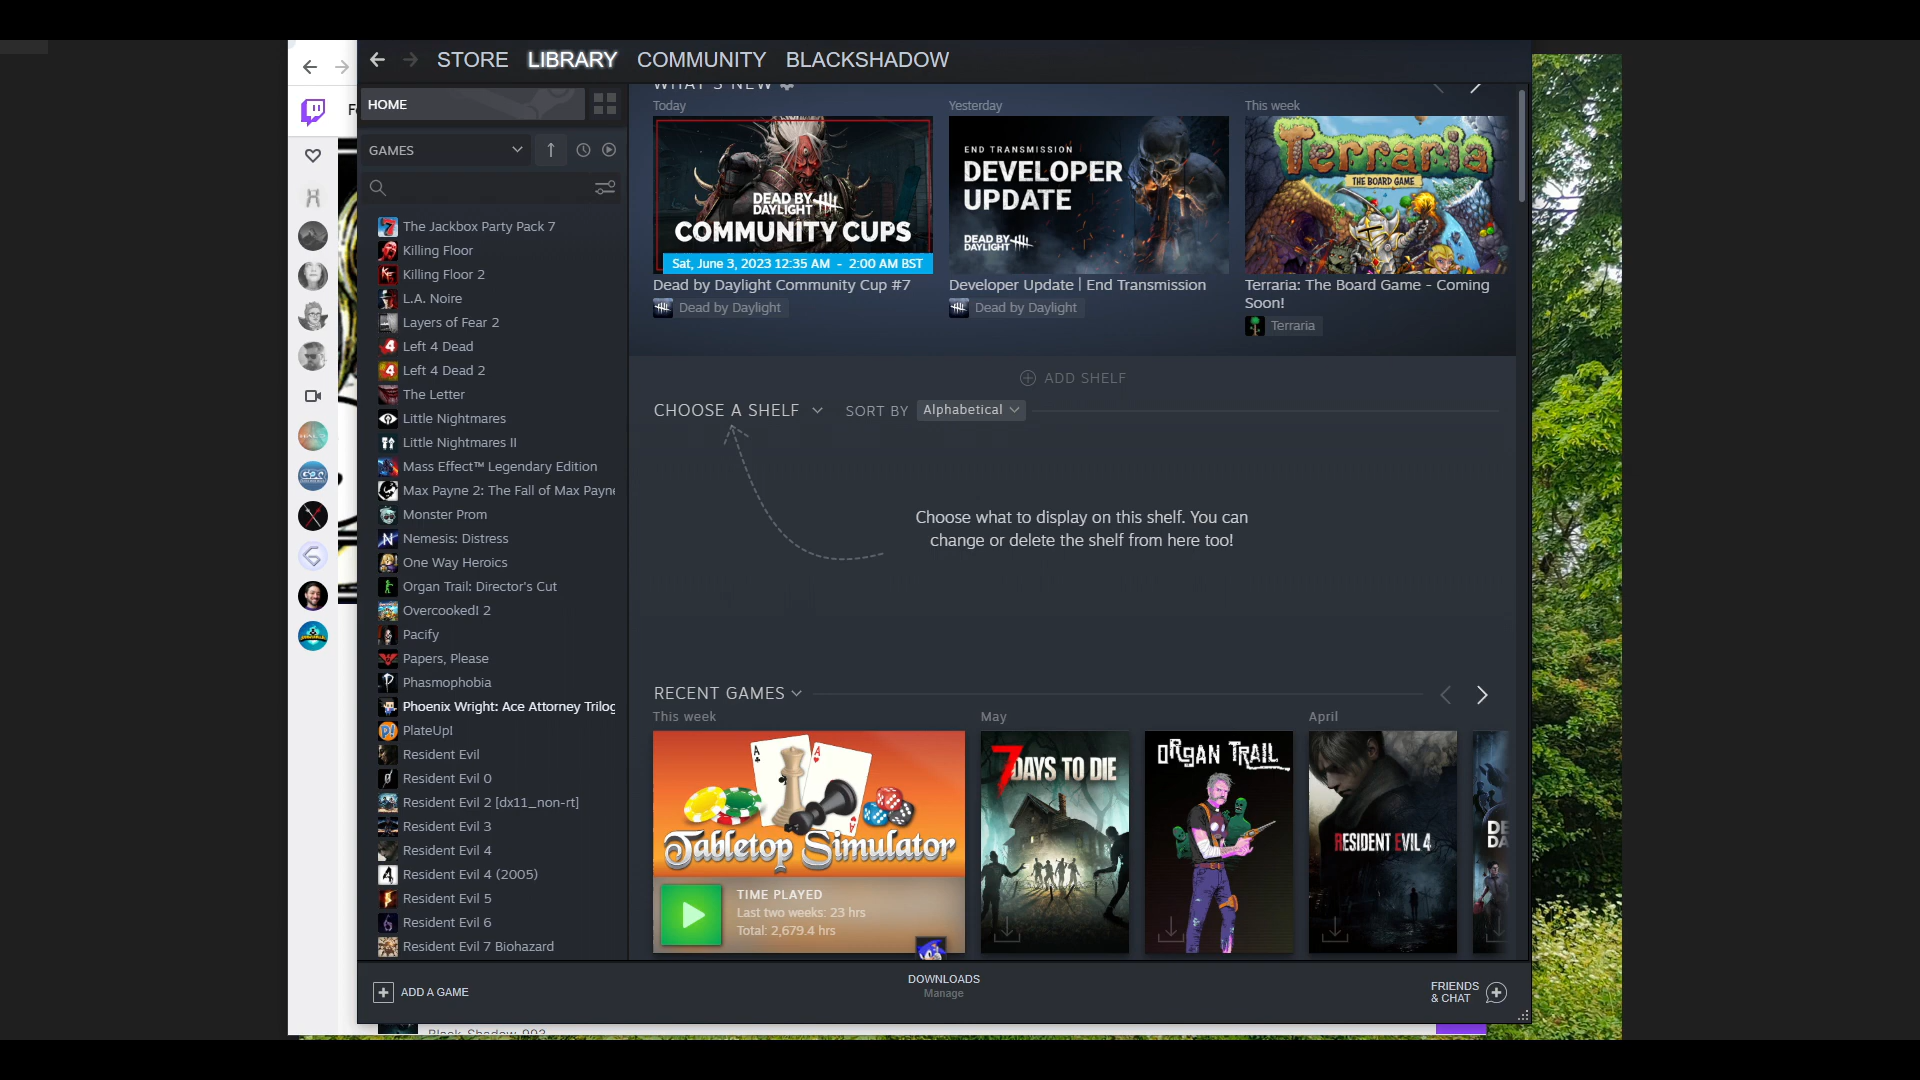 STORE LIBRARY COMMUNITY BLACKSHADOW
HOME
GAMES
The Jackbox Party Pack 7
Killing Floor
Killing Floor 2
L.A. Noire
Layers of Fear 2
Left 4 Dead
Left 4 Dead 2
The Letter
Little Nightmares
Little Nightmares II
Mass Effect™ Legendary Edition
Max Payne 2: The Fall of Max Payne
Monster Prom
Nemesis: Distress
One Way Heroics
Organ Trail: Director's Cut
Overcooked! 2
Pacify
Papers, Please
Phasmophobia
Phoenix Wright: Ace Attorney Trilog
PlateUp!
Resident Evil
Resident Evil 0
Resident Evil 2 [dx11_non-rt]
Resident Evil 3
Resident Evil 4
Resident Evil 4 (2005)
Resident Evil 5
Resident Evil 6
Resident Evil 7 Biohazard
WHAT'S NEW
Today
DEAD BY
DAYLIGHT
COMMUNITY CUPS
Sat, June 3, 2023 12:35 AM - 2:00 AM BST
Dead by Daylight Community Cup #7
Dead by Daylight
Yesterday
END TRANSMISSION
DEVELOPER
UPDATE
DEAD BY
DAYLIGHT
Developer Update | End Transmission
Dead by Daylight
This week
Terraria
THE BOARD GAME
Terraria: The Board Game - Coming
Soon!
Terraria
ADD SHELF
CHOOSE A SHELF SORT BY Alphabetical
Choose what to display on this shelf. You can
change or delete the shelf from here too!
RECENT GAMES
This week
Tabletop Simulator
TIME PLAYED
Last two weeks: 23 hrs
Total: 2,679.4 hrs
May
7 DAYS TO DIE
ORGAN TRAIL
April
RESIDENT EVIL 4
DE
DA
ADD A GAME
DOWNLOADS
Manage
FRIENDS
& CHAT